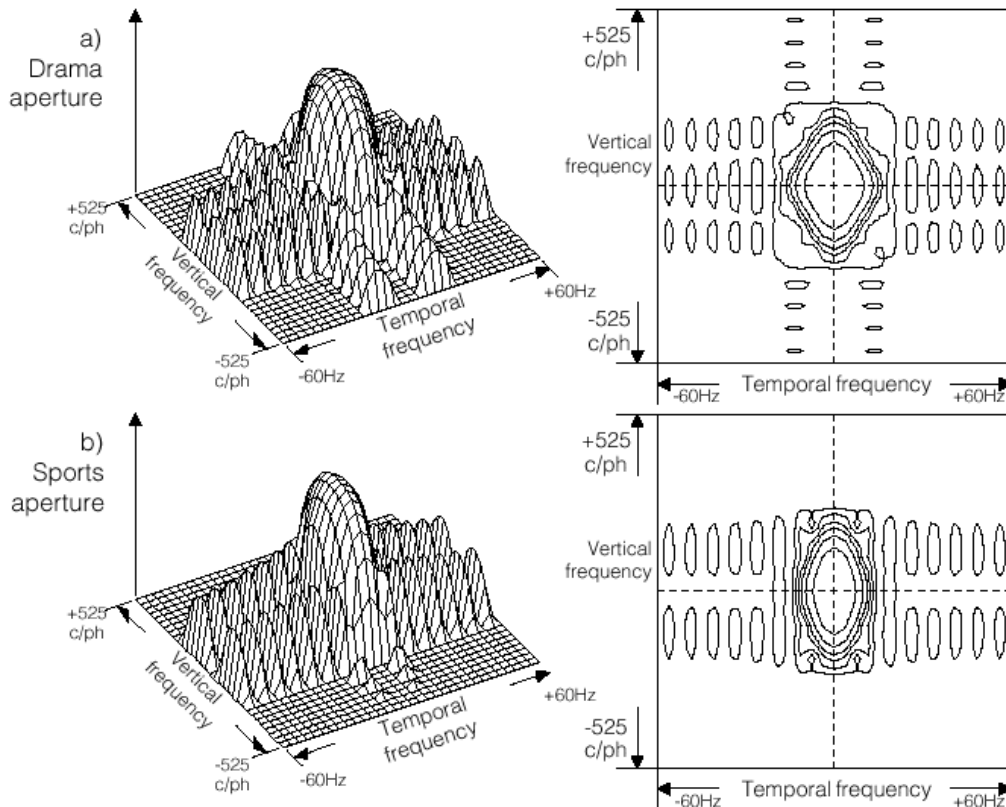 a)
Drama
aperture
+525
c/ph
Vertical
frequency
-525
c/ph
-60Hz
Temporal
frequency
+60Hz
+525
c/ph
Vertical
frequency
-525
c/ph
-60Hz
Temporal frequency
+60Hz
b)
Sports
aperture
+525
c/ph
Vertical
frequency
-525
c/ph
-60Hz
Temporal
frequency
+60Hz
+525
c/ph
Vertical
frequency
-525
c/ph
-60Hz
Temporal frequency
+60Hz